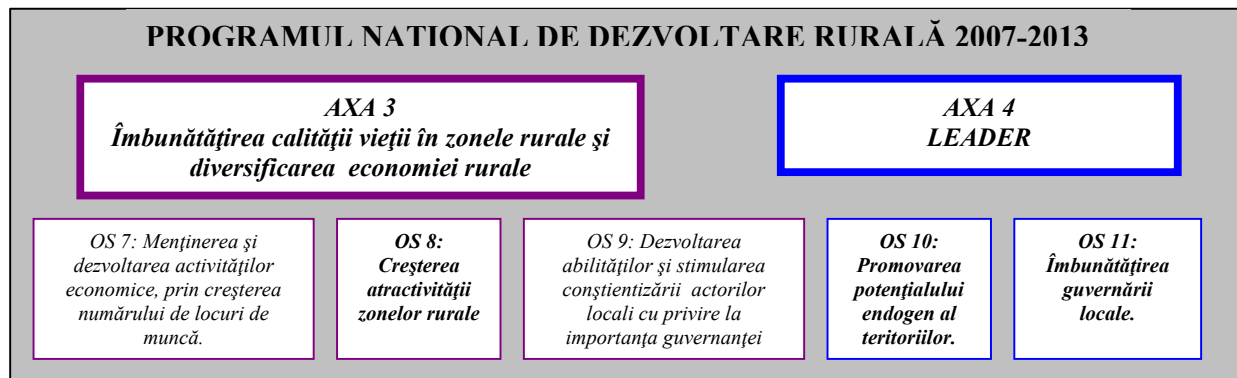 PROGRAMUL NATIONAL DE DEZVOLTARE RURALĂ 2007-2013
AXA 3
Îmbunătăţirea calităţii vieţii în zonele rurale şi
diversificarea economiei rurale
AXA 4
LEADER
OS 7: Menţinerea şi
dezvoltarea activităţilor
economice, prin creşterea
numărului de locuri de
muncă.
OS 8:
Creşterea
atractivităţii
zonelor rurale
OS 9: Dezvoltarea
abilităţilor şi stimularea
conştientizării actorilor
locali cu privire la
importanţa guvernanţei
OS 10:
Promovarea
potenţialului
endogen al
teritoriilor.
OS 11:
Îmbunătăţirea
guvernării
locale.